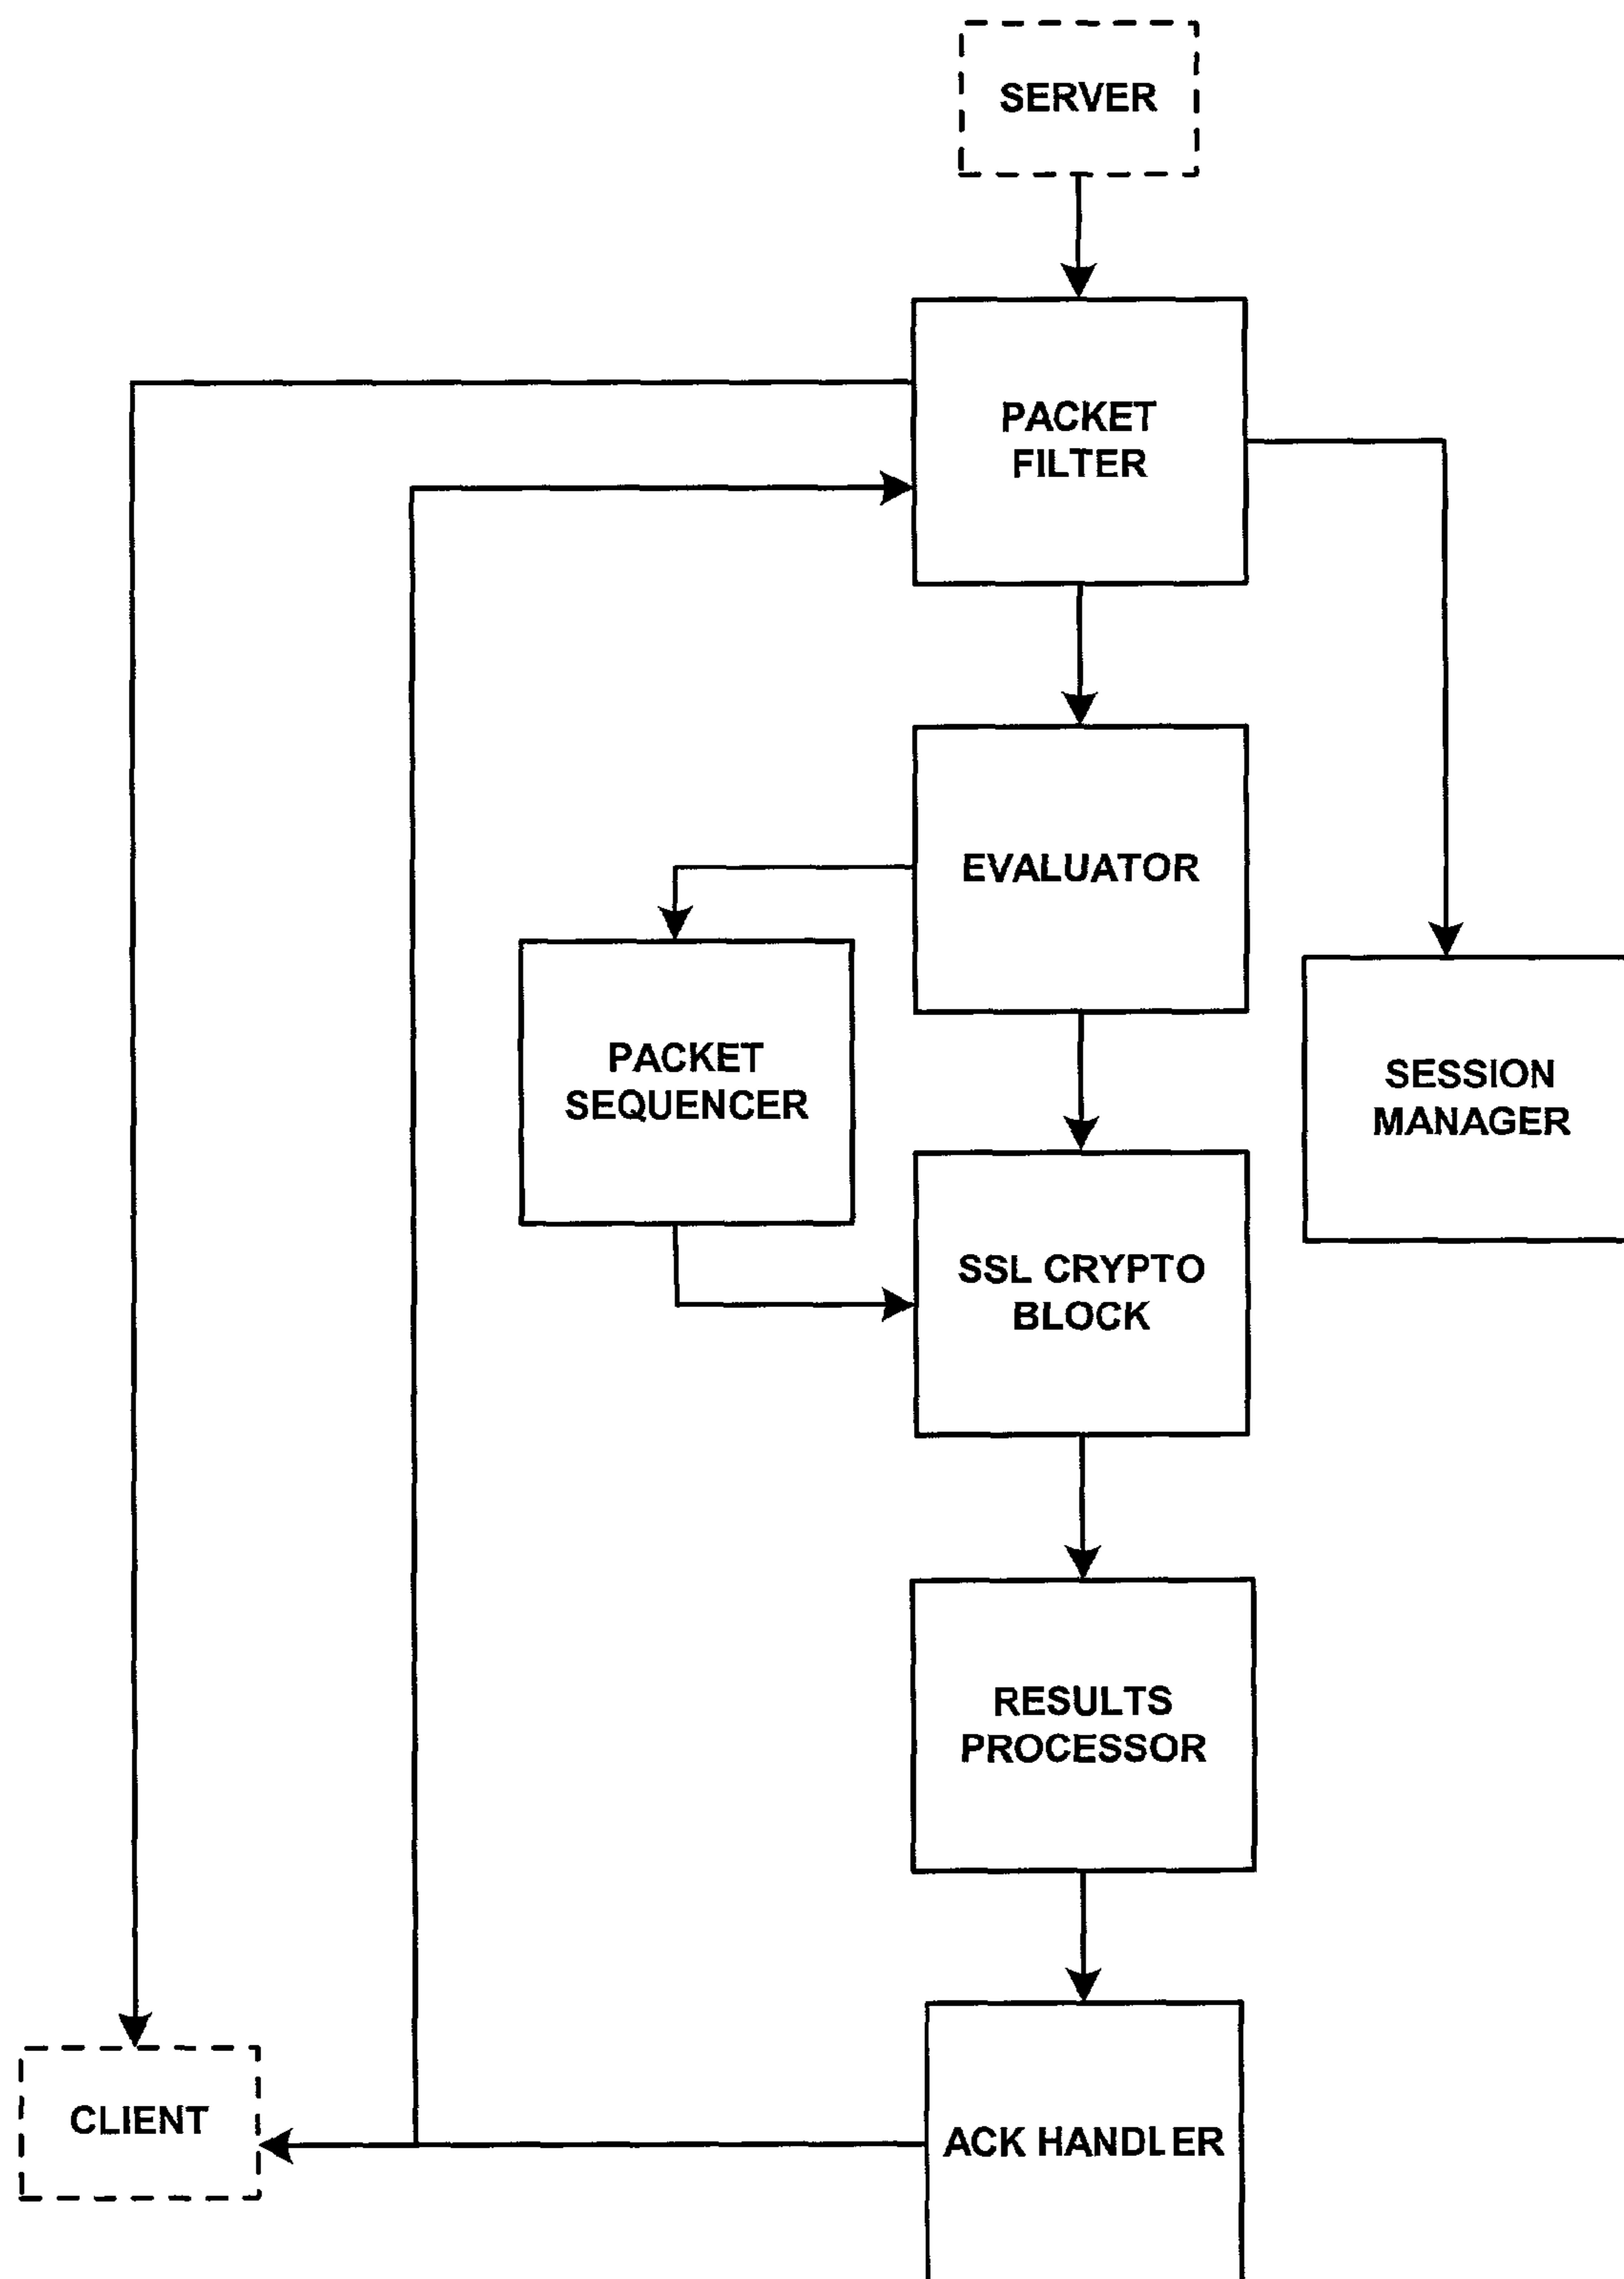 SERVER
PACKET
FILTER
EVALUATOR
PACKET
SEQUENCER
SESSION
MANAGER
SSL CRYPTO
BLOCK
RESULTS
PROCESSOR
CLIENT
ACK HANDLER